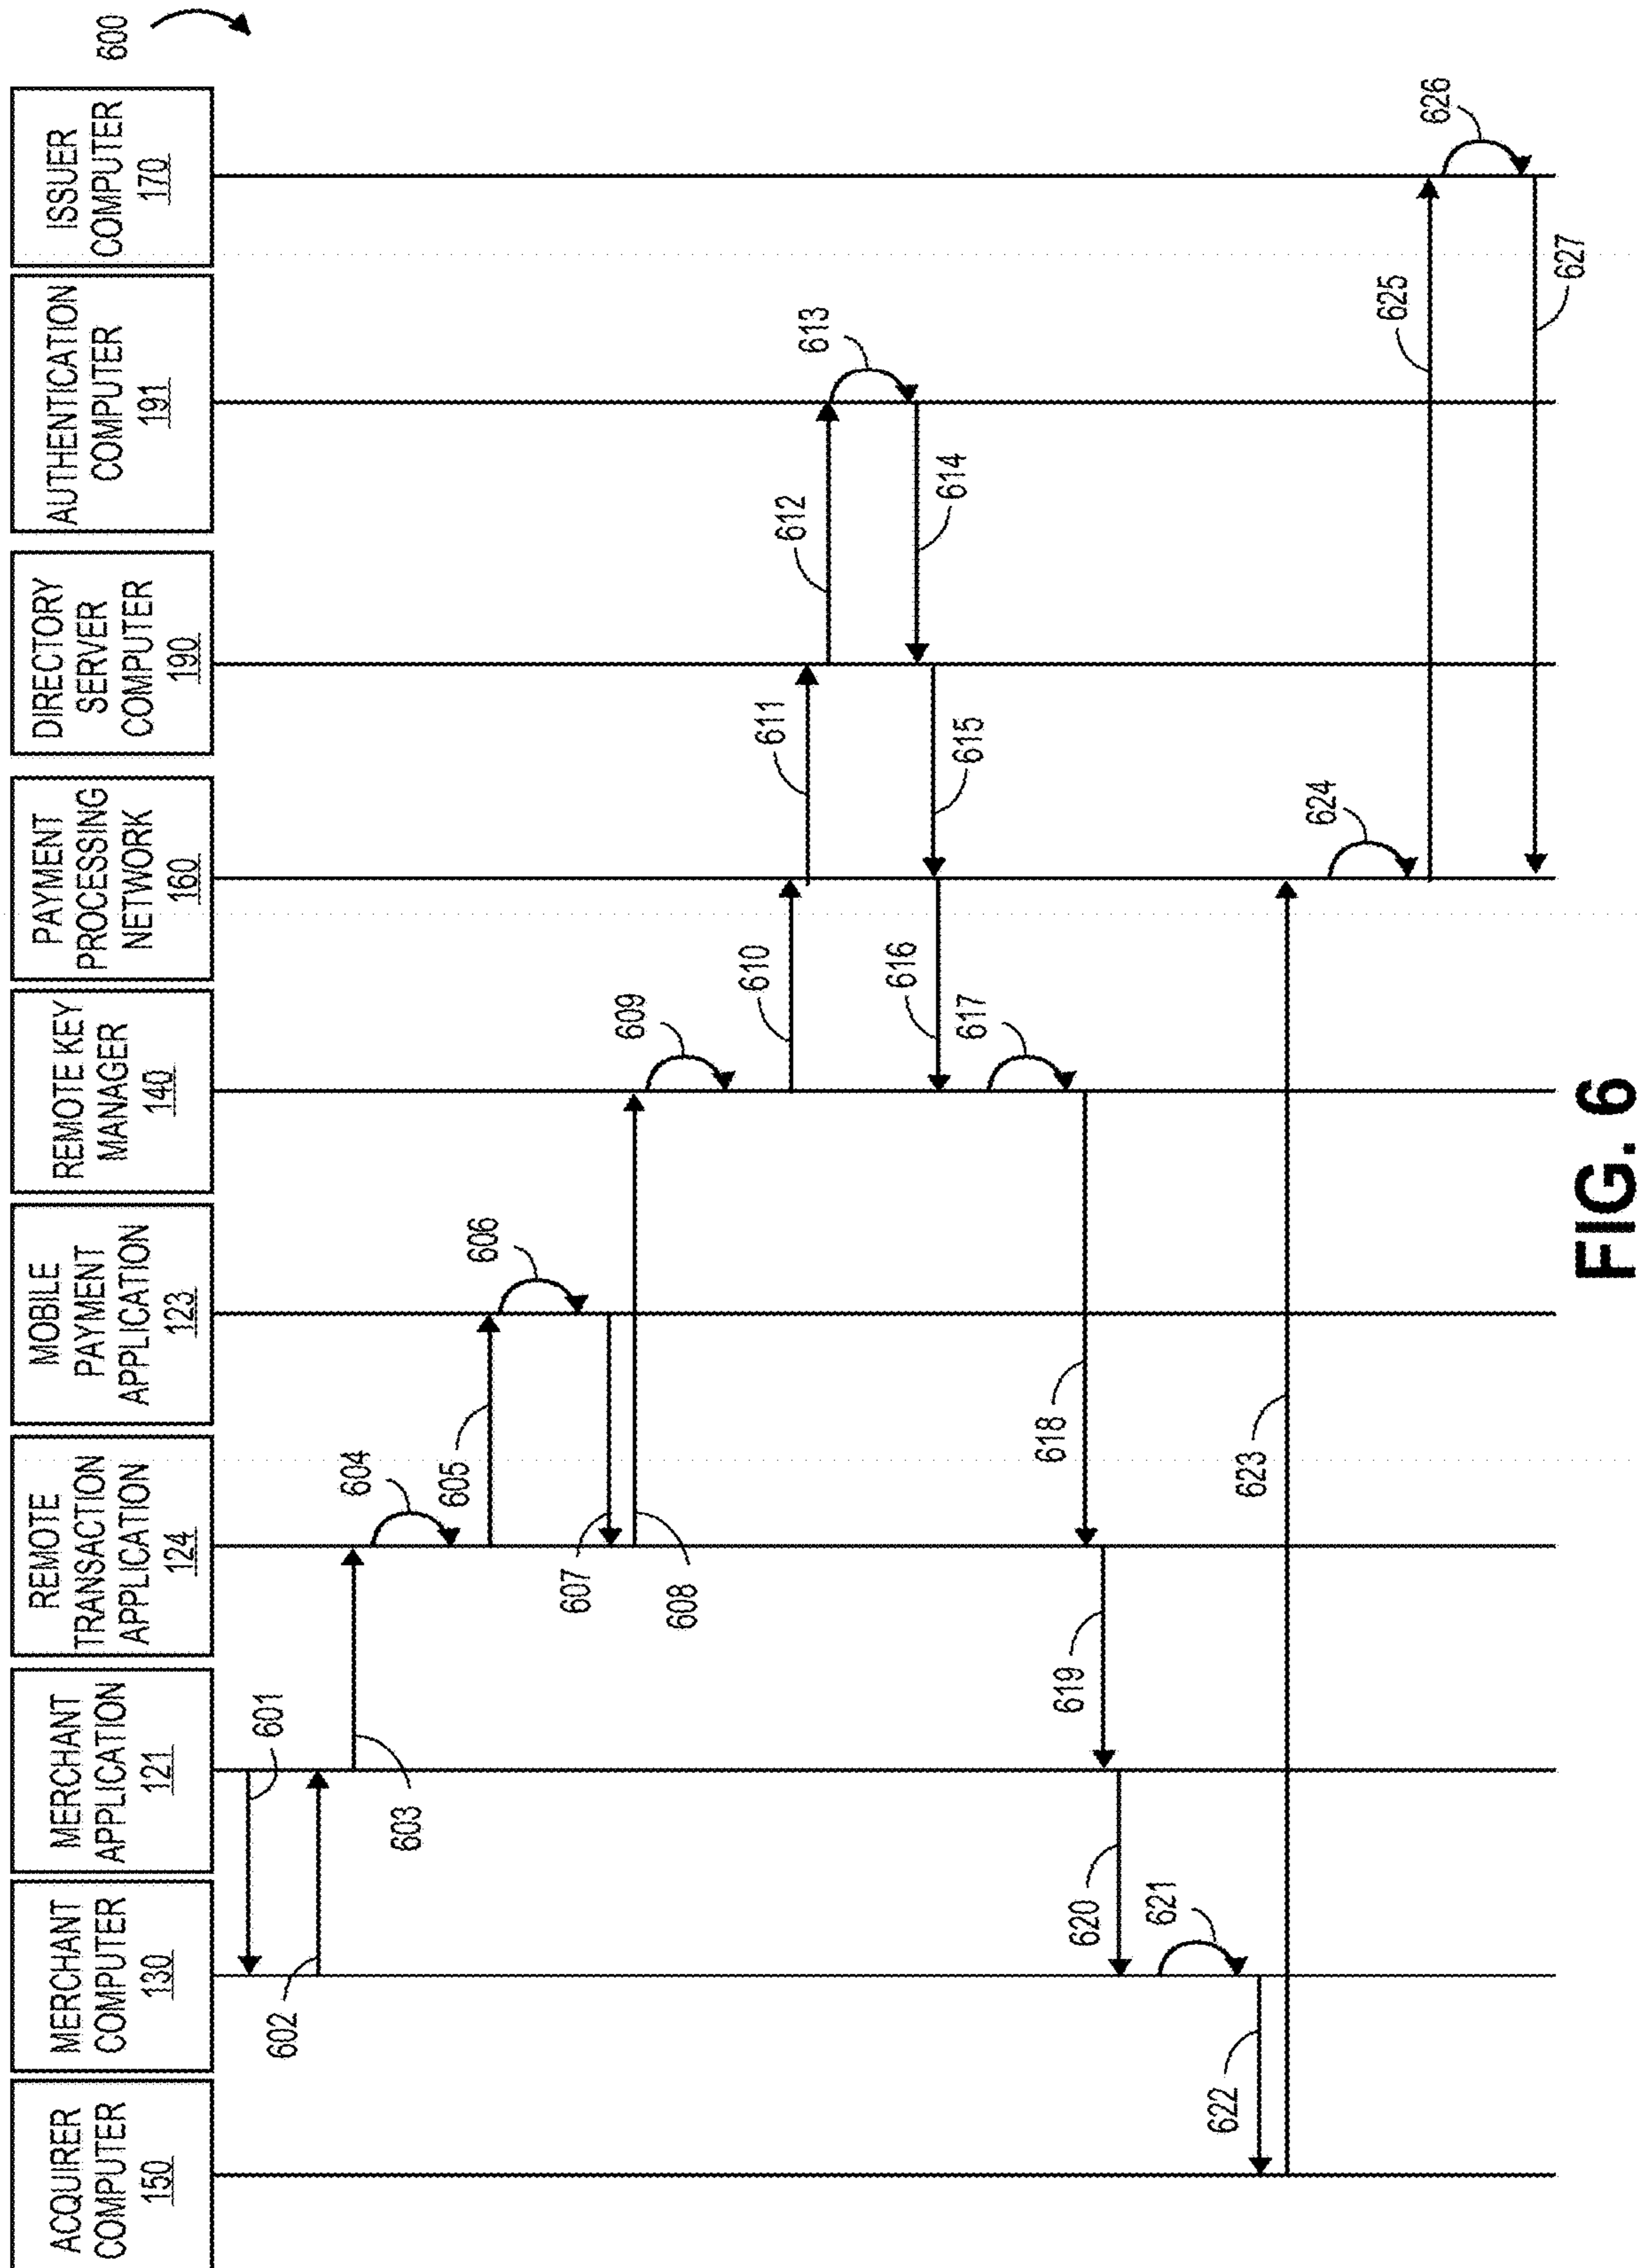 600
ACQUIRER
COMPUTER
150
MERCHANT
COMPUTER
130
MERCHANT
APPLICATION
121
REMOTE
TRANSACTION
APPLICATION
124
MOBILE
PAYMENT
APPLICATION
123
REMOTE KEY
MANAGER
140
PAYMENT
PROCESSING
NETWORK
160
DIRECTORY
SERVER
COMPUTER
190
AUTHENTICATION
COMPUTER
191
ISSUER
COMPUTER
170
601
602
603
604
605
606
607
608
609
610
611
612
613
614
615
616
617
618
619
620
621
622
623
624
625
626
627
FIG. 6